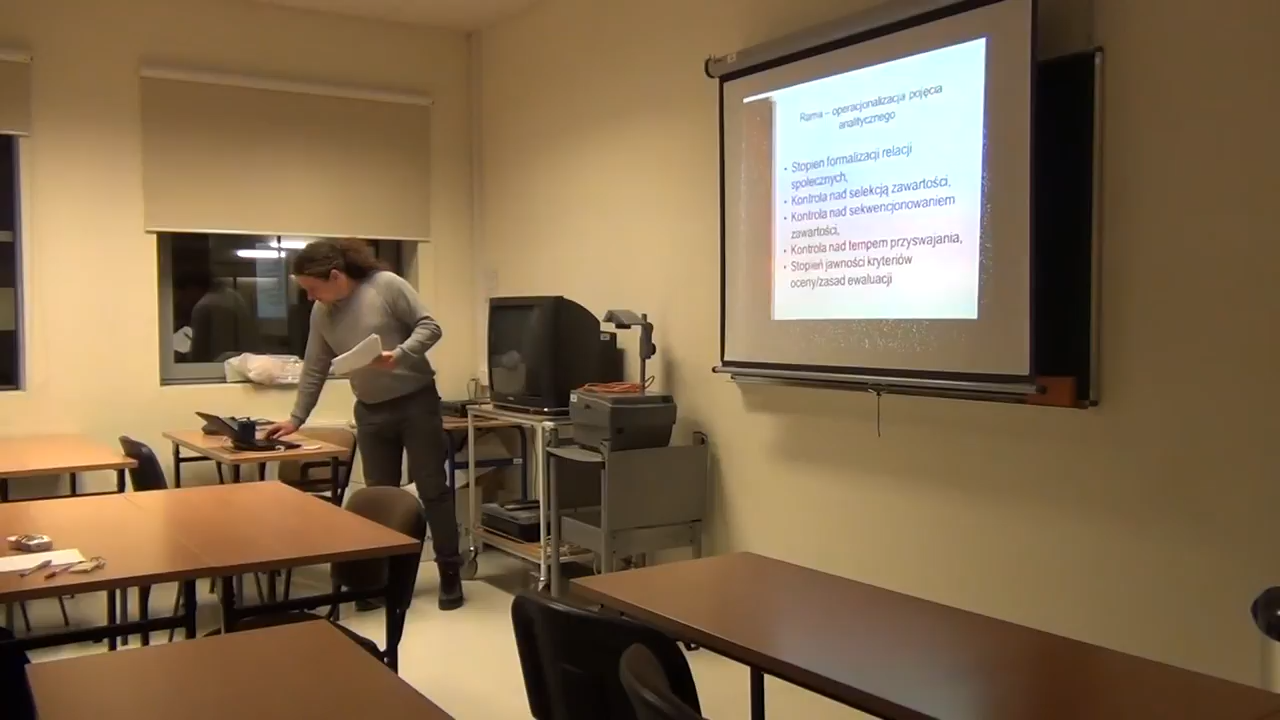 Rama – operacjonalizacja pojęcia
analitycznego
• Stopień formalizacji relacji
społecznych,
• Kontrola nad selekcją zawartości,
• Kontrola nad sekwencjonowaniem
zawartości,
• Kontrola nad tempem przyswajania,
• Stopień jawności kryteriów
oceny/zasad ewaluacji